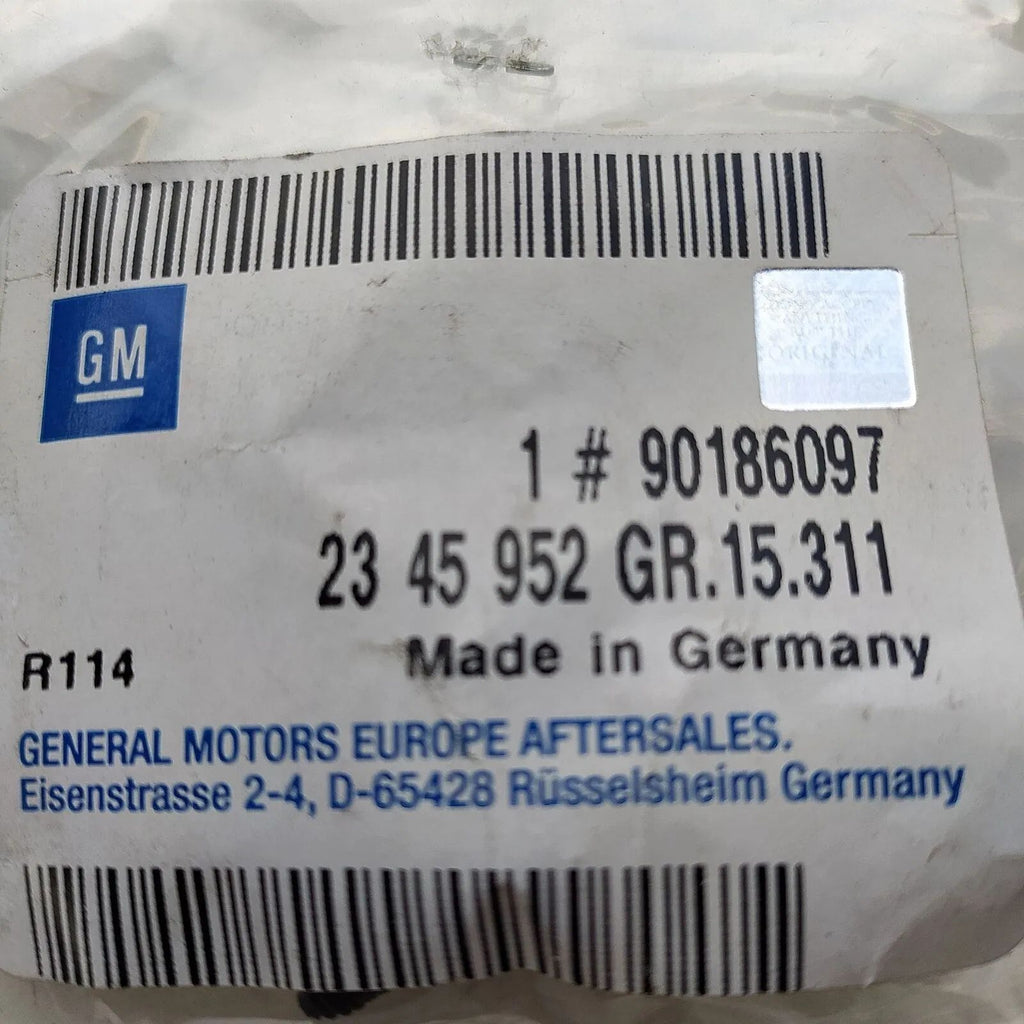 GM
ORIGINAL
1 # 90186097
23 45 952 GR.15.311
Made in Germany
R114
GENERAL MOTORS EUROPE AFTERSALES.
Eisenstrasse 2-4, D-65428 Rüsselsheim Germany